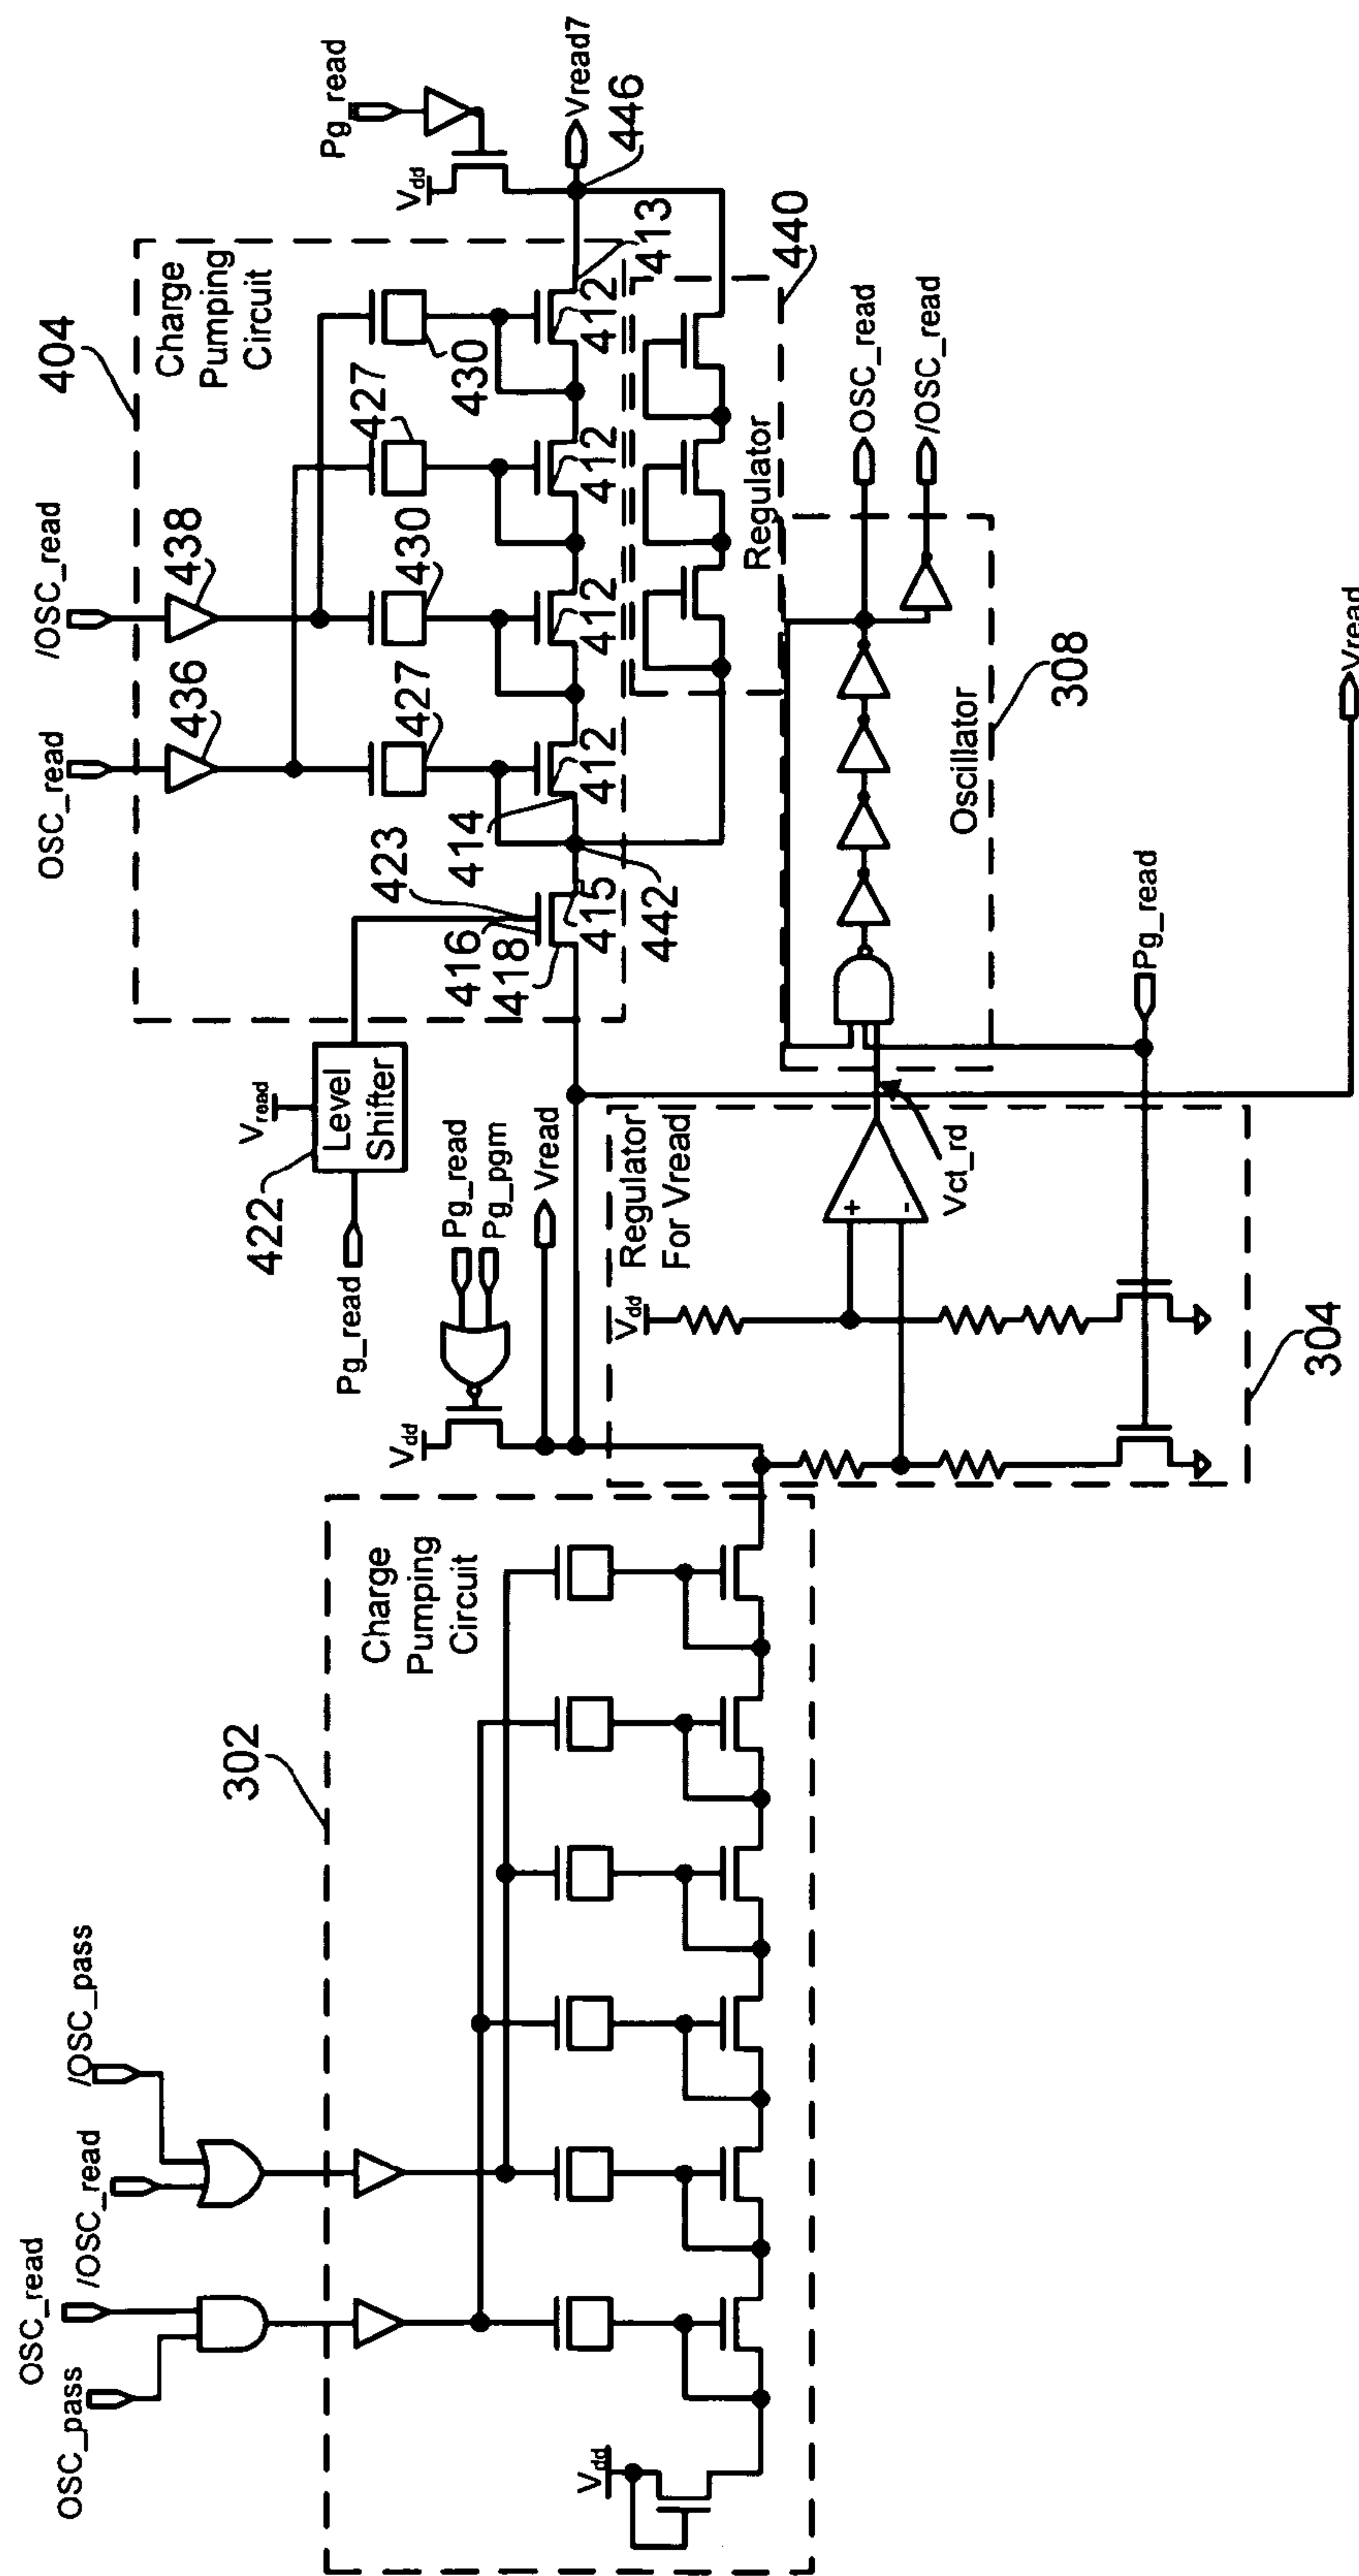 OSC_pass
OSC_read
/OSC_read
/OSC_pass
302
Charge
Pumping
Circuit
Vdd
Vdd
Pg_read
Pg_pgm
Vread
Pg_read
422
Level
Shifter
Vread
OSC_read
/OSC_read
404
436
438
Charge
Pumping
Circuit
427
430
427
430
423
416
418
414
415
412
412
412
412
413
442
Vdd
Pg_read
Vread7
446
440
Regulator
Regulator
For Vread
Vdd
+
-
Vct_rd
304
Oscillator
308
OSC_read
/OSC_read
Pg_read
Vread